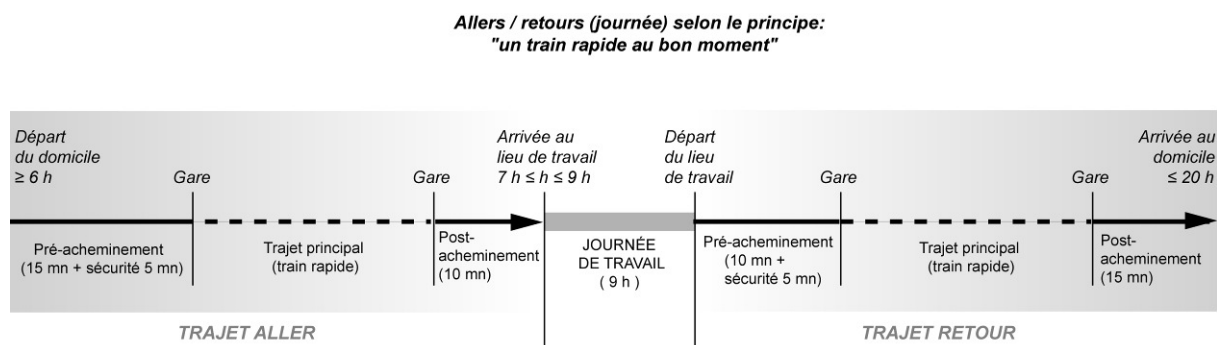 Allers / retours (journée) selon le principe:
"un train rapide au bon moment"
Départ
du domicile
≥ 6 h
Gare
Gare
Arrivée au
lieu de travail
7 h ≤ h ≤ 9 h
Départ
du lieu
de travail
Gare
Gare
Arrivée au
domicile
≤ 20 h
Pré-acheminement
(15 mn + sécurité 5 mn)
Trajet principal
(train rapide)
Post-
acheminement
(10 mn)
JOURNÉE
DE TRAVAIL
( 9 h )
Pré-acheminement
(10 mn +
sécurité 5 mn)
Trajet principal
(train rapide)
Post-
acheminement
(15 mn)
TRAJET ALLER
TRAJET RETOUR